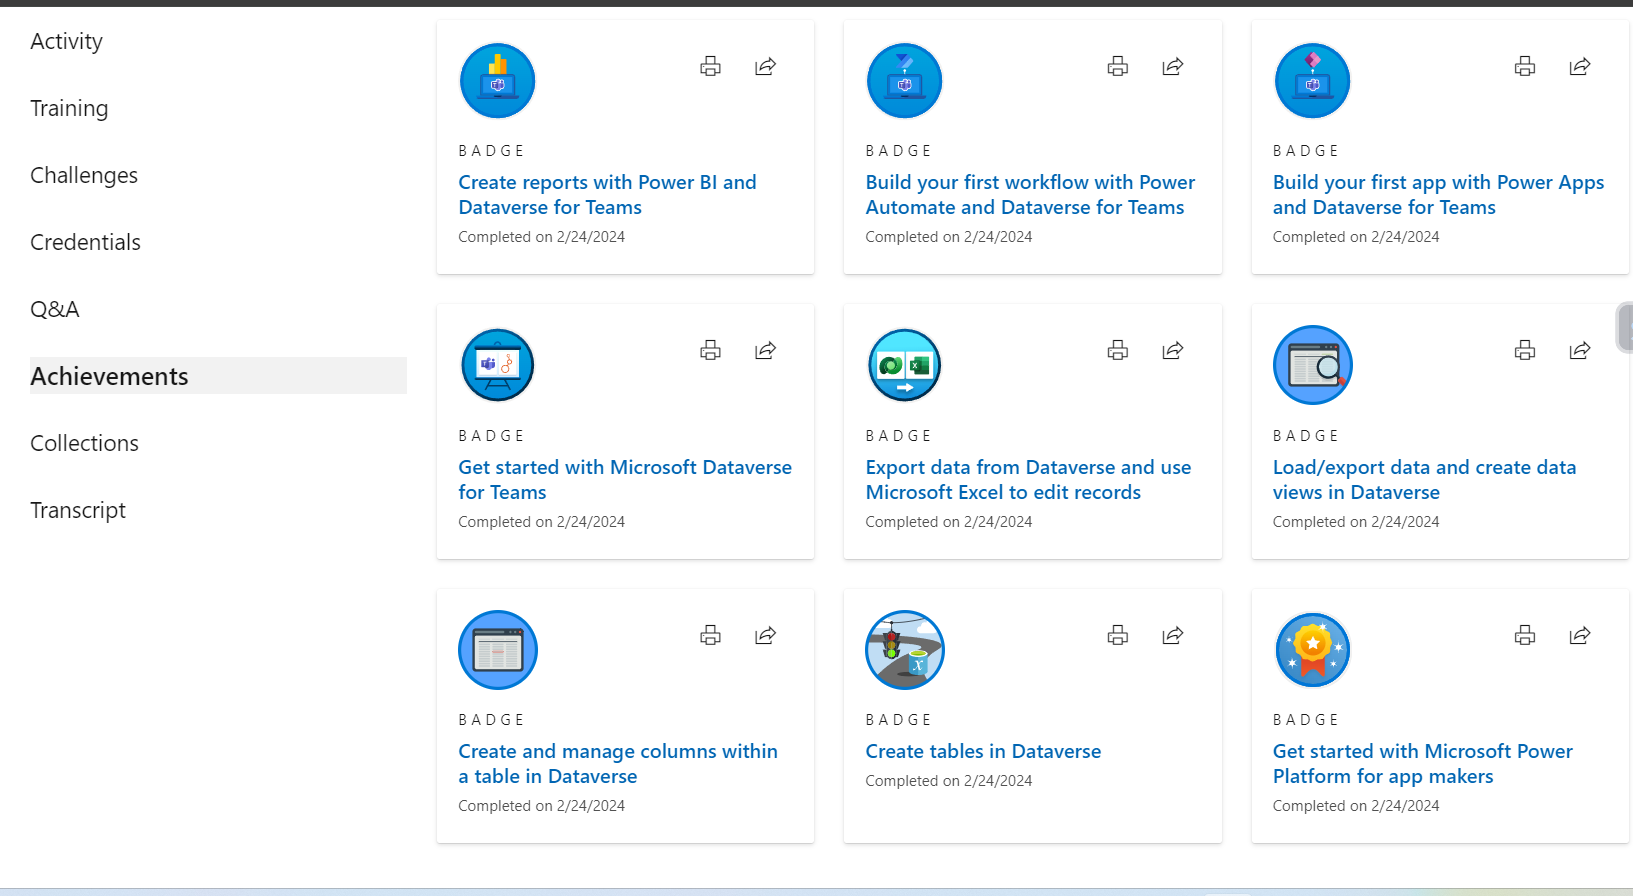 Activity
Training
Challenges
Credentials
Q&A
Achievements
Collections
Transcript
BADGE
Create reports with Power BI and
Dataverse for Teams
Completed on 2/24/2024
BADGE
Build your first workflow with Power
Automate and Dataverse for Teams
Completed on 2/24/2024
BADGE
Build your first app with Power Apps
and Dataverse for Teams
Completed on 2/24/2024
BADGE
Get started with Microsoft Dataverse
for Teams
Completed on 2/24/2024
BADGE
Export data from Dataverse and use
Microsoft Excel to edit records
Completed on 2/24/2024
BADGE
Load/export data and create data
views in Dataverse
Completed on 2/24/2024
BADGE
Create and manage columns within
a table in Dataverse
Completed on 2/24/2024
BADGE
Create tables in Dataverse
Completed on 2/24/2024
BADGE
Get started with Microsoft Power
Platform for app makers
Completed on 2/24/2024